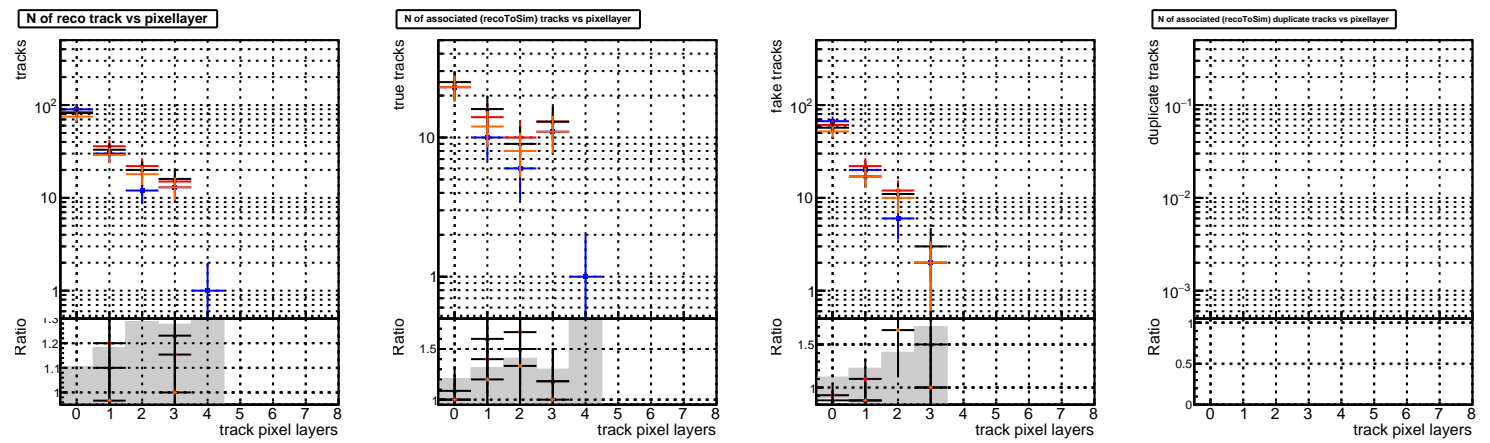 N of reco track vs pixellayer
tracks
10²
10
1
Ratio
1.3
1.2
1.1
1
0 1 2 3 4 5 6 7 8
track pixel layers
N of associated (recoToSim) tracks vs pixellayer
true tracks
10
1
Ratio
1.5
1
0 1 2 3 4 5 6 7 8
track pixel layers
fake tracks
10²
10
1
Ratio
1.5
1
0 1 2 3 4 5 6 7 8
track pixel layers
N of associated (recoToSim) duplicate tracks vs pixellayer
duplicate tracks
10⁻¹
10⁻²
10⁻³
Ratio
1
0.5
0
0 1 2 3 4 5 6 7 8
track pixel layers